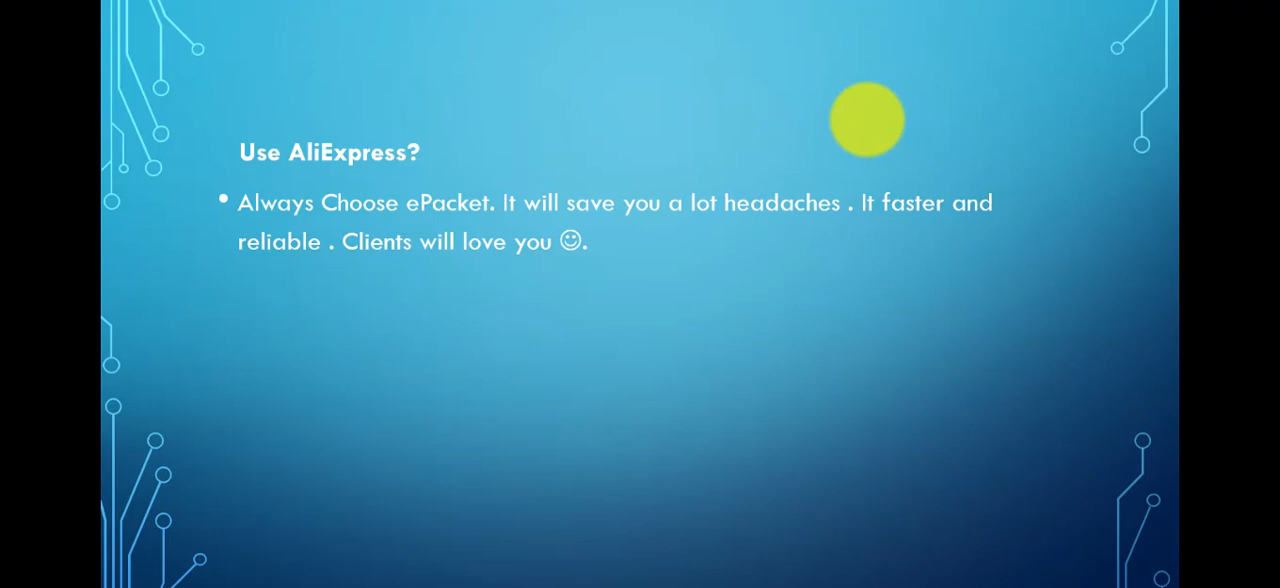 Use AliExpress?
• Always Choose ePacket. It will save you a lot headaches . It faster and
reliable . Clients will love you ☺.